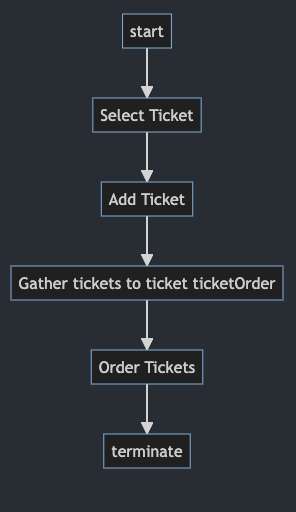 start
Select Ticket
Add Ticket
Gather tickets to ticket ticketOrder
Order Tickets
terminate